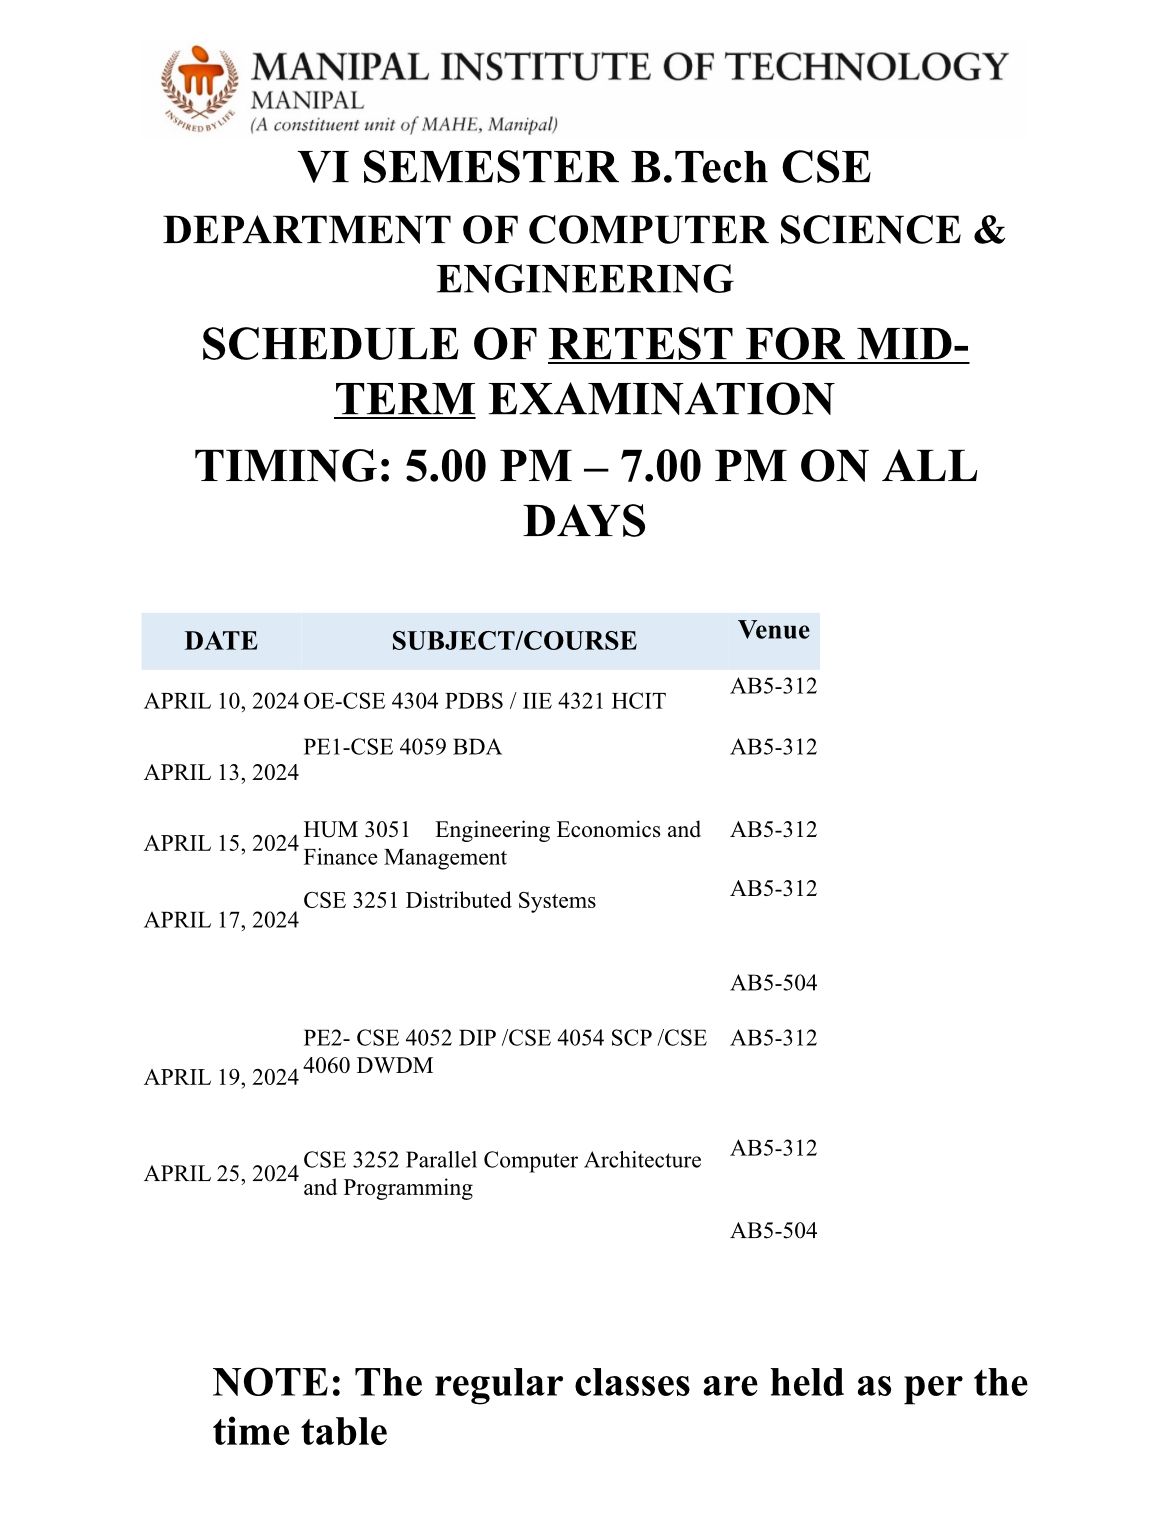 MANIPAL INSTITUTE OF TECHNOLOGY
MANIPAL
(A constituent unit of MAHE, Manipal)
INSPIRED BY LIFE
VI SEMESTER B.Tech CSE
DEPARTMENT OF COMPUTER SCIENCE &
ENGINEERING
SCHEDULE OF RETEST FOR MID-
TERM EXAMINATION
TIMING: 5.00 PM – 7.00 PM ON ALL
DAYS
DATE SUBJECT/COURSE Venue
APRIL 10, 2024 OE-CSE 4304 PDBS / IIE 4321 HCIT AB5-312
APRIL 13, 2024 PE1-CSE 4059 BDA AB5-312
APRIL 15, 2024 HUM 3051 Engineering Economics and AB5-312
Finance Management
APRIL 17, 2024 CSE 3251 Distributed Systems AB5-312
AB5-504
PE2- CSE 4052 DIP /CSE 4054 SCP /CSE AB5-312
APRIL 19, 2024 4060 DWDM
APRIL 25, 2024 CSE 3252 Parallel Computer Architecture AB5-312
and Programming
AB5-504
NOTE: The regular classes are held as per the
time table